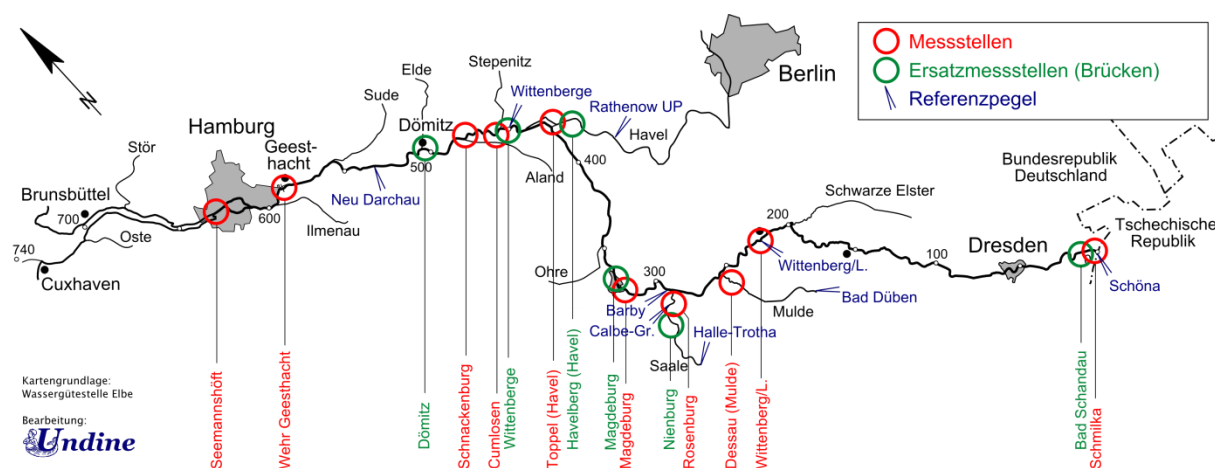 Messstellen
Ersatzmessstellen (Brücken)
Referenzpegel
N
Berlin
Stepenitz
Elde
Wittenberge
Rathenow UP
Sude
Dömitz
Havel
Hamburg
Geest-
hacht
500
400
Stör
Aland
Bundesrepublik
Deutschland
Neu Darchau
Brunsbüttel
700
600
Ilmenau
Schwarze Elster
200
Tschechische
Republik
Oste
740
Cuxhaven
Dresden
100
Ohre
300
Wittenberg/L.
Schöna
Barby
Mulde
Bad Düben
Calbe-Gr.
Halle-Trotha
Saale
Kartengrundlage:
Wassergütestelle Elbe
Bearbeitung:
Undine
Seemannshöft
Wehr Geesthacht
Dömitz
Schnackenburg
Cumlosen
Wittenberge
Toppel (Havel)
Havelberg (Havel)
Magdeburg
Magdeburg
Nienburg
Rosenburg
Dessau (Mulde)
Wittenberg/L.
Bad Schandau
Schmilka